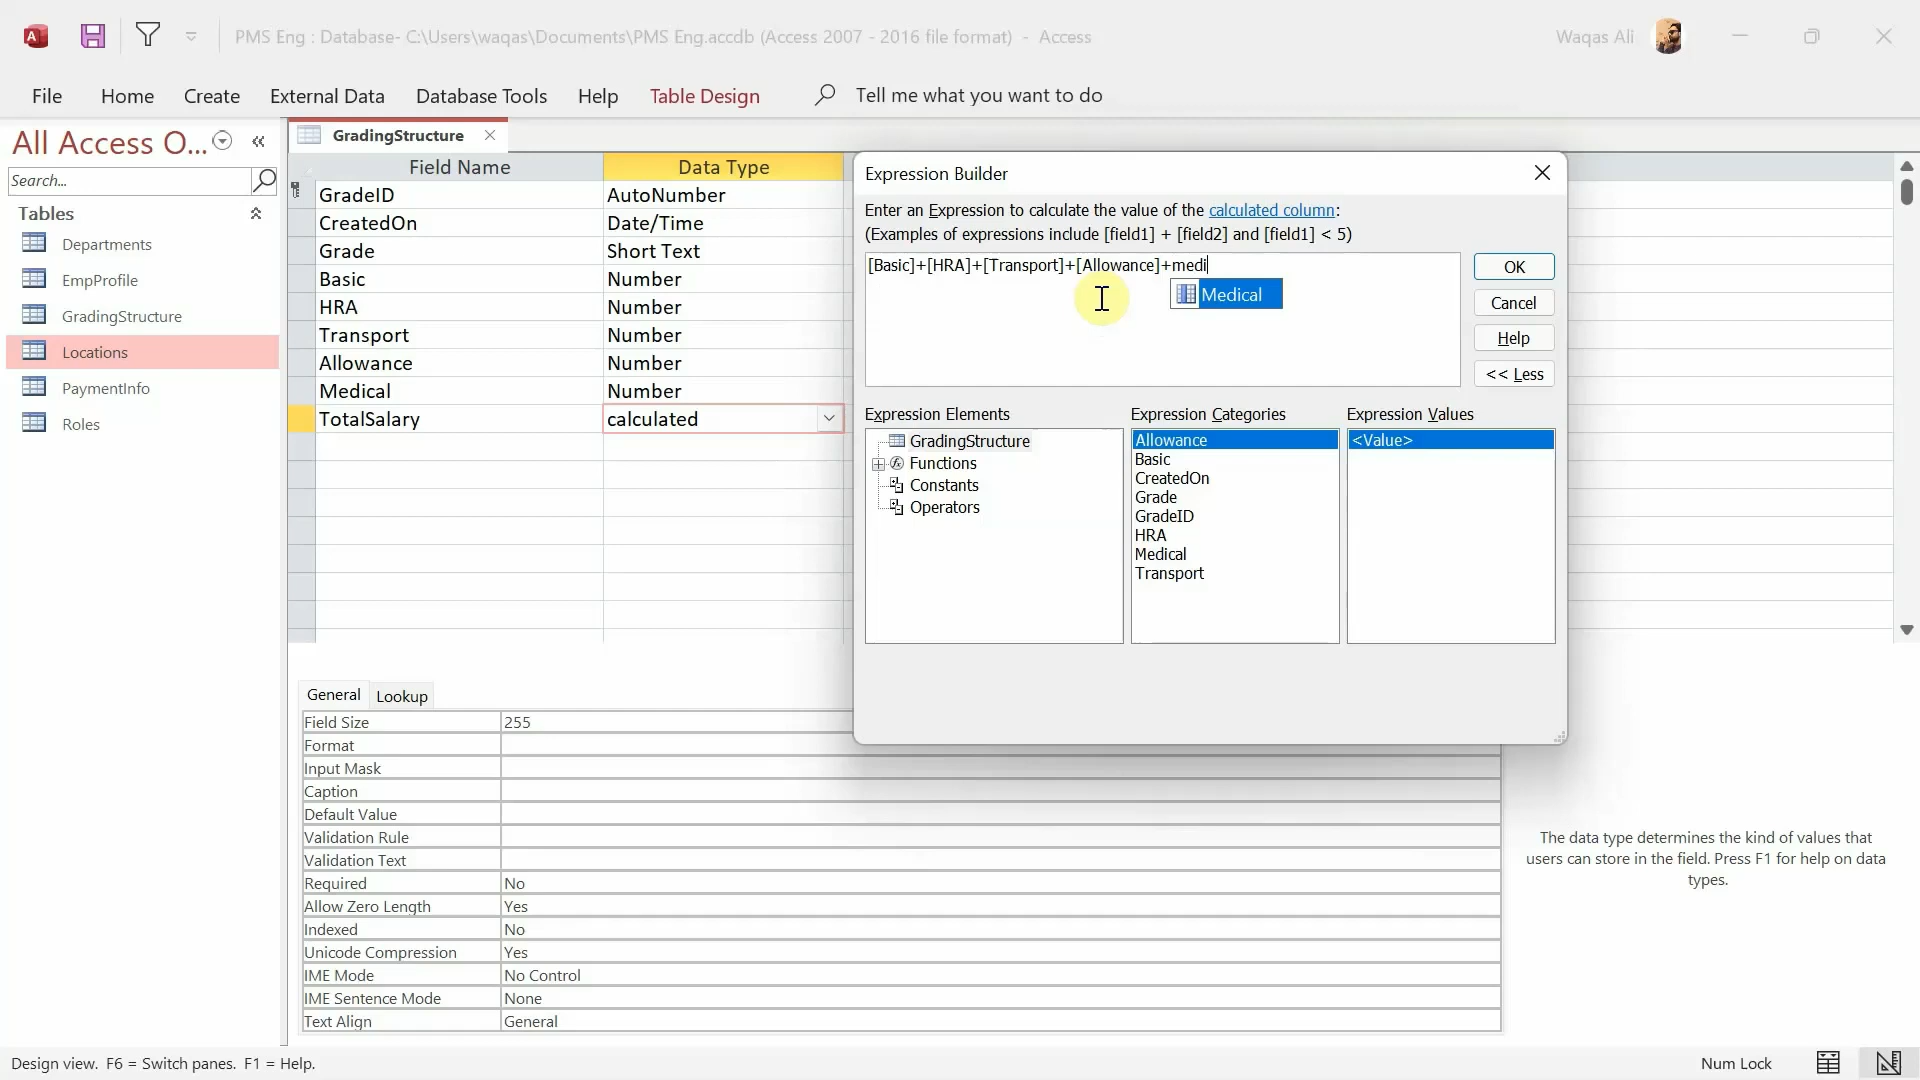 PMS Eng : Database- C:\Users\waqas\Documents\PMS Eng.accdb (Access 2007 - 2016 file format) - Access
Waqas Ali
File Home Create External Data Database Tools Help Table Design Tell me what you want to do
All Access O...
Search...
Tables
Departments
EmpProfile
GradingStructure
Locations
PaymentInfo
Roles
GradingStructure
Field Name Data Type
GradeID AutoNumber
CreatedOn Date/Time
Grade Short Text
Basic Number
HRA Number
Transport Number
Allowance Number
Medical Number
TotalSalary calculated
Expression Builder
Enter an Expression to calculate the value of the calculated column:
(Examples of expressions include [field1] + [field2] and [field1] < 5)
[Basic]+[HRA]+[Transport]+[Allowance]+medi
Medical
OK
Cancel
Help
<< Less
Expression Elements
GradingStructure
Functions
Constants
Operators
Expression Categories
Allowance
Basic
CreatedOn
Grade
GradeID
HRA
Medical
Transport
Expression Values
<Value>
General Lookup
Field Size 255
Format
Input Mask
Caption
Default Value
Validation Rule
Validation Text
Required No
Allow Zero Length Yes
Indexed No
Unicode Compression Yes
IME Mode No Control
IME Sentence Mode None
Text Align General
The data type determines the kind of values that
users can store in the field. Press F1 for help on data
types.
Design view. F6 = Switch panes. F1 = Help.
Num Lock